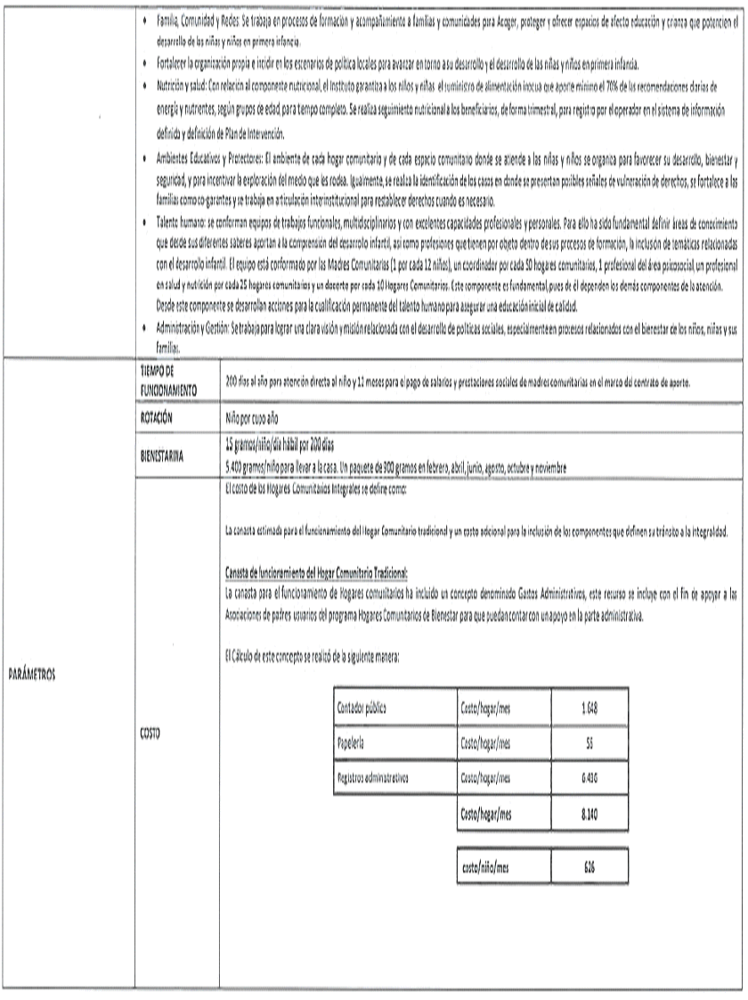 • Familia, Comunidad y Redes: Se trabaja en procesos de formación y acompañamiento a familias y comunidades para Acoger, proteger y ofrecer espacios de afecto educación y crianza que potencien el
desarrollo de las niñas y niños en primera infancia.
• Fortalecer la organización propia e incidir en los escenarios de política locales para avanzar en torno a su desarrollo y el desarrollo de las niñas y niños en primera infancia.
• Nutrición y salud: Con relación al componente nutricional, el Instituto garantiza a los niños y niñas el suministro de alimentación inocua que aporte mínimo el 70% de las recomendaciones diarias de
energía y nutrientes, según grupos de edad, para tiempo completo. Se realiza seguimiento nutricional a los beneficiarios, de forma trimestral, para registro por el operador en el sistema de información
definido y definición de Plan de Intervención.
• Ambientes Educativos y Protectores: El ambiente de cada hogar comunitario y de cada espacio comunitario donde se atiende a las niñas y niños se organiza para favorecer su desarrollo, bienestar y
seguridad, y para incentivar la exploración del medio que les rodea. Igualmente, se realiza la identificación de los casos en donde se presentan posibles señales de vulneración de derechos, se fortalece a las
familias como co-garantes y se trabaja en articulación interinstitucional para restablecer derechos cuando es necesario.
• Talento humano: se conforman equipos de trabajos funcionales, multidisciplinarios y con excelentes capacidades profesionales y personales. Para ello ha sido fundamental definir áreas de conocimiento
que desde sus diferentes saberes aportan a la comprensión del desarrollo infantil, así como profesiones que tienen por objeto dentro de sus procesos de formación, la inclusión de temáticas relacionadas
con el desarrollo infantil. El equipo está conformado por las Madres Comunitarias (1 por cada 12 niños), un coordinador por cada 50 hogares comunitarios, 1 profesional del área psicosocial, un profesional
en salud y nutrición por cada 25 hogares comunitarios y un docente por cada 10 Hogares Comunitarios. Este componente es fundamental, pues de él dependen los demás componentes de la atención.
Desde este componente se desarrollan acciones para la cualificación permanente del talento humano para asegurar una educación inicial de calidad.
• Administración y Gestión: Se trabaja para lograr una clara visión y misión relacionada con el desarrollo de políticas sociales, especialmente en procesos relacionados con el bienestar de los niños, niñas y sus
familias.
PARÁMETROS
TIEMPO DE
FUNCIONAMIENTO
200 días al año para atención directa al niño y 12 meses para el pago de salarios y prestaciones sociales de madres comunitarias en el marco del contrato de aporte.
ROTACIÓN
Niño por cupo año
BIENESTARINA
15 gramos/niño/día hábil por 200 días
5.400 gramos/niño para llevar a la casa. Un paquete de 900 gramos en febrero, abril, junio, agosto, octubre y noviembre
COSTO
El costo de los Hogares Comunitarios Integrales se define como:
La canasta estimada para el funcionamiento del Hogar Comunitario tradicional y un costo adicional para la inclusión de los componentes que definen su tránsito a la integralidad.
Canasta de funcionamiento del Hogar Comunitario Tradicional:
La canasta para el funcionamiento de Hogares comunitarios ha incluido un concepto denominado Gastos Administrativos, este recurso se incluye con el fin de apoyar a las
Asociaciones de padres usuarios del programa Hogares Comunitarios de Bienestar para que puedan contar con un apoyo en la parte administrativa.
El Cálculo de este concepto se realizó de la siguiente manera:
Contador público Costo/hogar/mes 1.648
Papelería Costo/hogar/mes
Registros administrativos Costo/hogar/mes
Costo/hogar/mes 8.140
costo/niño/mes 626